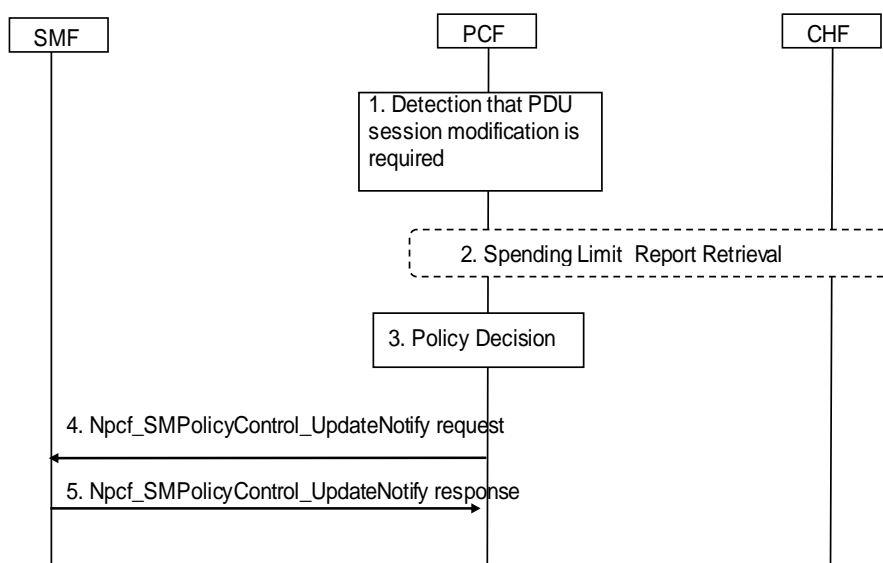 SMF
PCF
CHF
1. Detection that PDU
session modification is
required
2. Spending Limit Report Retrieval
3. Policy Decision
4. Npcf_SMPolicyControl_UpdateNotify request
5. Npcf_SMPolicyControl_UpdateNotify response